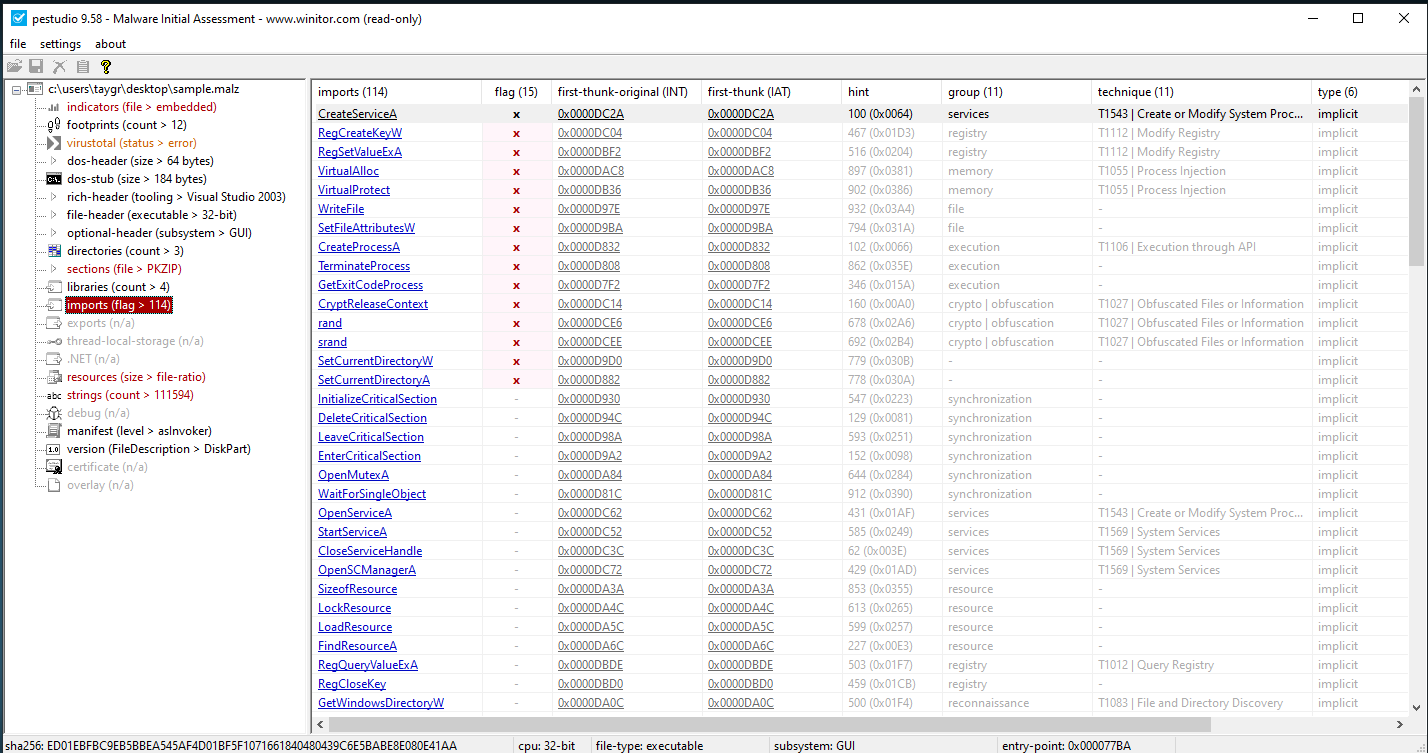 pestudio 9.58 - Malware Initial Assessment - www.winitor.com (read-only)
file settings about
c:\users\taygr\desktop\sample.malz
indicators (file > embedded)
footprints (count > 12)
virustotal (status > error)
dos-header (size > 64 bytes)
dos-stub (size > 184 bytes)
rich-header (tooling > Visual Studio 2003)
file-header (executable > 32-bit)
optional-header (subsystem > GUI)
directories (count > 3)
sections (file > PKZIP)
libraries (count > 4)
imports (flag > 114)
exports (n/a)
thread-local-storage (n/a)
.NET (n/a)
resources (size > file-ratio)
abc strings (count > 111594)
debug (n/a)
manifest (level > asInvoker)
1.0 version (FileDescription > DiskPart)
certificate (n/a)
overlay (n/a)
imports (114) flag (15) first-thunk-original (INT) first-thunk (IAT) hint group (11) technique (11) type (6)
CreateServiceA x 0x0000DC2A 0x0000DC2A 100 (0x0064) services T1543 | Create or Modify System Proc... implicit
RegCreateKeyW x 0x0000DC04 0x0000DC04 467 (0x01D3) registry T1112 | Modify Registry implicit
RegSetValueExA x 0x0000DBF2 0x0000DBF2 516 (0x0204) registry T1112 | Modify Registry implicit
VirtualAlloc x 0x0000DAC8 0x0000DAC8 897 (0x0381) memory T1055 | Process Injection implicit
VirtualProtect x 0x0000DB36 0x0000DB36 902 (0x0386) memory T1055 | Process Injection implicit
WriteFile x 0x0000D97E 0x0000D97E 932 (0x03A4) file - implicit
SetFileAttributesW x 0x0000D9BA 0x0000D9BA 794 (0x031A) file - implicit
CreateProcessA x 0x0000D832 0x0000D832 102 (0x0066) execution T1106 | Execution through API implicit
TerminateProcess x 0x0000D808 0x0000D808 862 (0x035E) execution - implicit
GetExitCodeProcess x 0x0000D7F2 0x0000D7F2 346 (0x015A) execution - implicit
CryptReleaseContext x 0x0000DC14 0x0000DC14 160 (0x00A0) crypto | obfuscation T1027 | Obfuscated Files or Information implicit
rand x 0x0000DCE6 0x0000DCE6 678 (0x02A6) crypto | obfuscation T1027 | Obfuscated Files or Information implicit
srand x 0x0000DCEE 0x0000DCEE 692 (0x02B4) crypto | obfuscation T1027 | Obfuscated Files or Information implicit
SetCurrentDirectoryW x 0x0000D9D0 0x0000D9D0 779 (0x030B) - - implicit
SetCurrentDirectoryA x 0x0000D882 0x0000D882 778 (0x030A) - - implicit
InitializeCriticalSection - 0x0000D930 0x0000D930 547 (0x0223) synchronization - implicit
DeleteCriticalSection - 0x0000D94C 0x0000D94C 129 (0x0081) synchronization - implicit
LeaveCriticalSection - 0x0000D98A 0x0000D98A 593 (0x0251) synchronization - implicit
EnterCriticalSection - 0x0000D9A2 0x0000D9A2 152 (0x0098) synchronization - implicit
OpenMutexA - 0x0000DA84 0x0000DA84 644 (0x0284) synchronization - implicit
WaitForSingleObject - 0x0000D81C 0x0000D81C 912 (0x0390) synchronization - implicit
OpenServiceA - 0x0000DC62 0x0000DC62 431 (0x01AF) services T1543 | Create or Modify System Proc... implicit
StartServiceA - 0x0000DC52 0x0000DC52 585 (0x0249) services T1569 | System Services implicit
CloseServiceHandle - 0x0000DC3C 0x0000DC3C 62 (0x003E) services T1569 | System Services implicit
OpenSCManagerA - 0x0000DC72 0x0000DC72 429 (0x01AD) services T1569 | System Services implicit
SizeofResource - 0x0000DA3A 0x0000DA3A 853 (0x0355) resource - implicit
LockResource - 0x0000DA4C 0x0000DA4C 613 (0x0265) resource - implicit
LoadResource - 0x0000DA5C 0x0000DA5C 599 (0x0257) resource - implicit
FindResourceA - 0x0000DA6C 0x0000DA6C 227 (0x00E3) resource - implicit
RegQueryValueExA - 0x0000DBDE 0x0000DBDE 503 (0x01F7) registry T1012 | Query Registry implicit
RegCloseKey - 0x0000DBD0 0x0000DBD0 459 (0x01CB) registry - implicit
GetWindowsDirectoryW - 0x0000DA0C 0x0000DA0C 500 (0x01F4) reconnaissance T1083 | File and Directory Discovery implicit
sha256: ED01EBFBC9EB5BBEA545AF4D01BF5F1071661840480439C6E5BABE8E080E41AA cpu: 32-bit file-type: executable subsystem: GUI entry-point: 0x000077BA